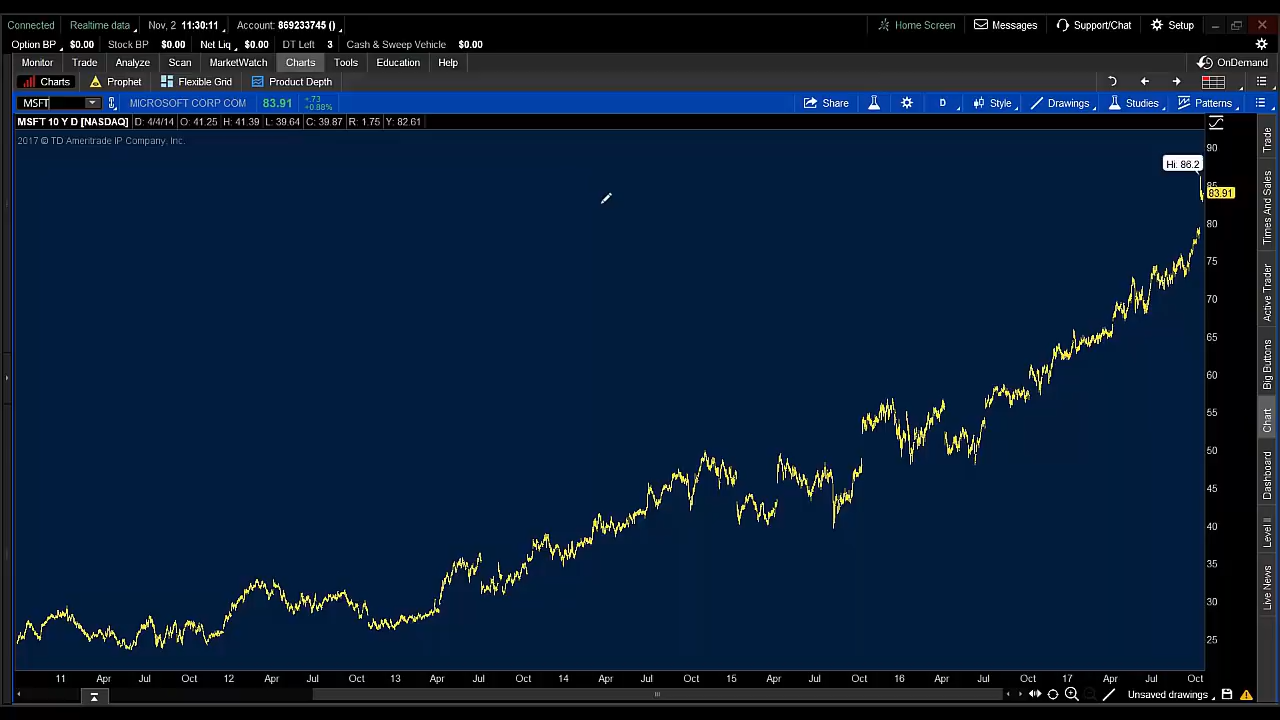 Connected Realtime data Nov, 2 11:30:11 Account: 869233745 () Home Screen Messages Support/Chat Setup
Option BP $0.00 Stock BP $0.00 Net Liq $0.00 DT Left 3 Cash & Sweep Vehicle $0.00
Monitor Trade Analyze Scan MarketWatch Charts Tools Education Help OnDemand
Charts Prophet Flexible Grid Product Depth
MSFT MICROSOFT CORP COM 83.91 +.73 +0.88% Share D Style Drawings Studies Patterns
MSFT 10 Y D [NASDAQ] D: 4/4/14 O: 41.25 H: 41.39 L: 39.64 C: 39.87 R: 1.75 Y: 82.61
2017 © TD Ameritrade IP Company, Inc.
Hi: 86.2
90
85
83.91
80
75
70
65
60
55
50
45
40
35
30
25
11 Apr Jul Oct 12 Apr Jul Oct 13 Apr Jul Oct 14 Apr Jul Oct 15 Apr Jul Oct 16 Apr Jul Oct 17 Apr Jul Oct
Unsaved drawings
Trade
Times And Sales
Active Trader
Big Buttons
Chart
Dashboard
Level II
Live News